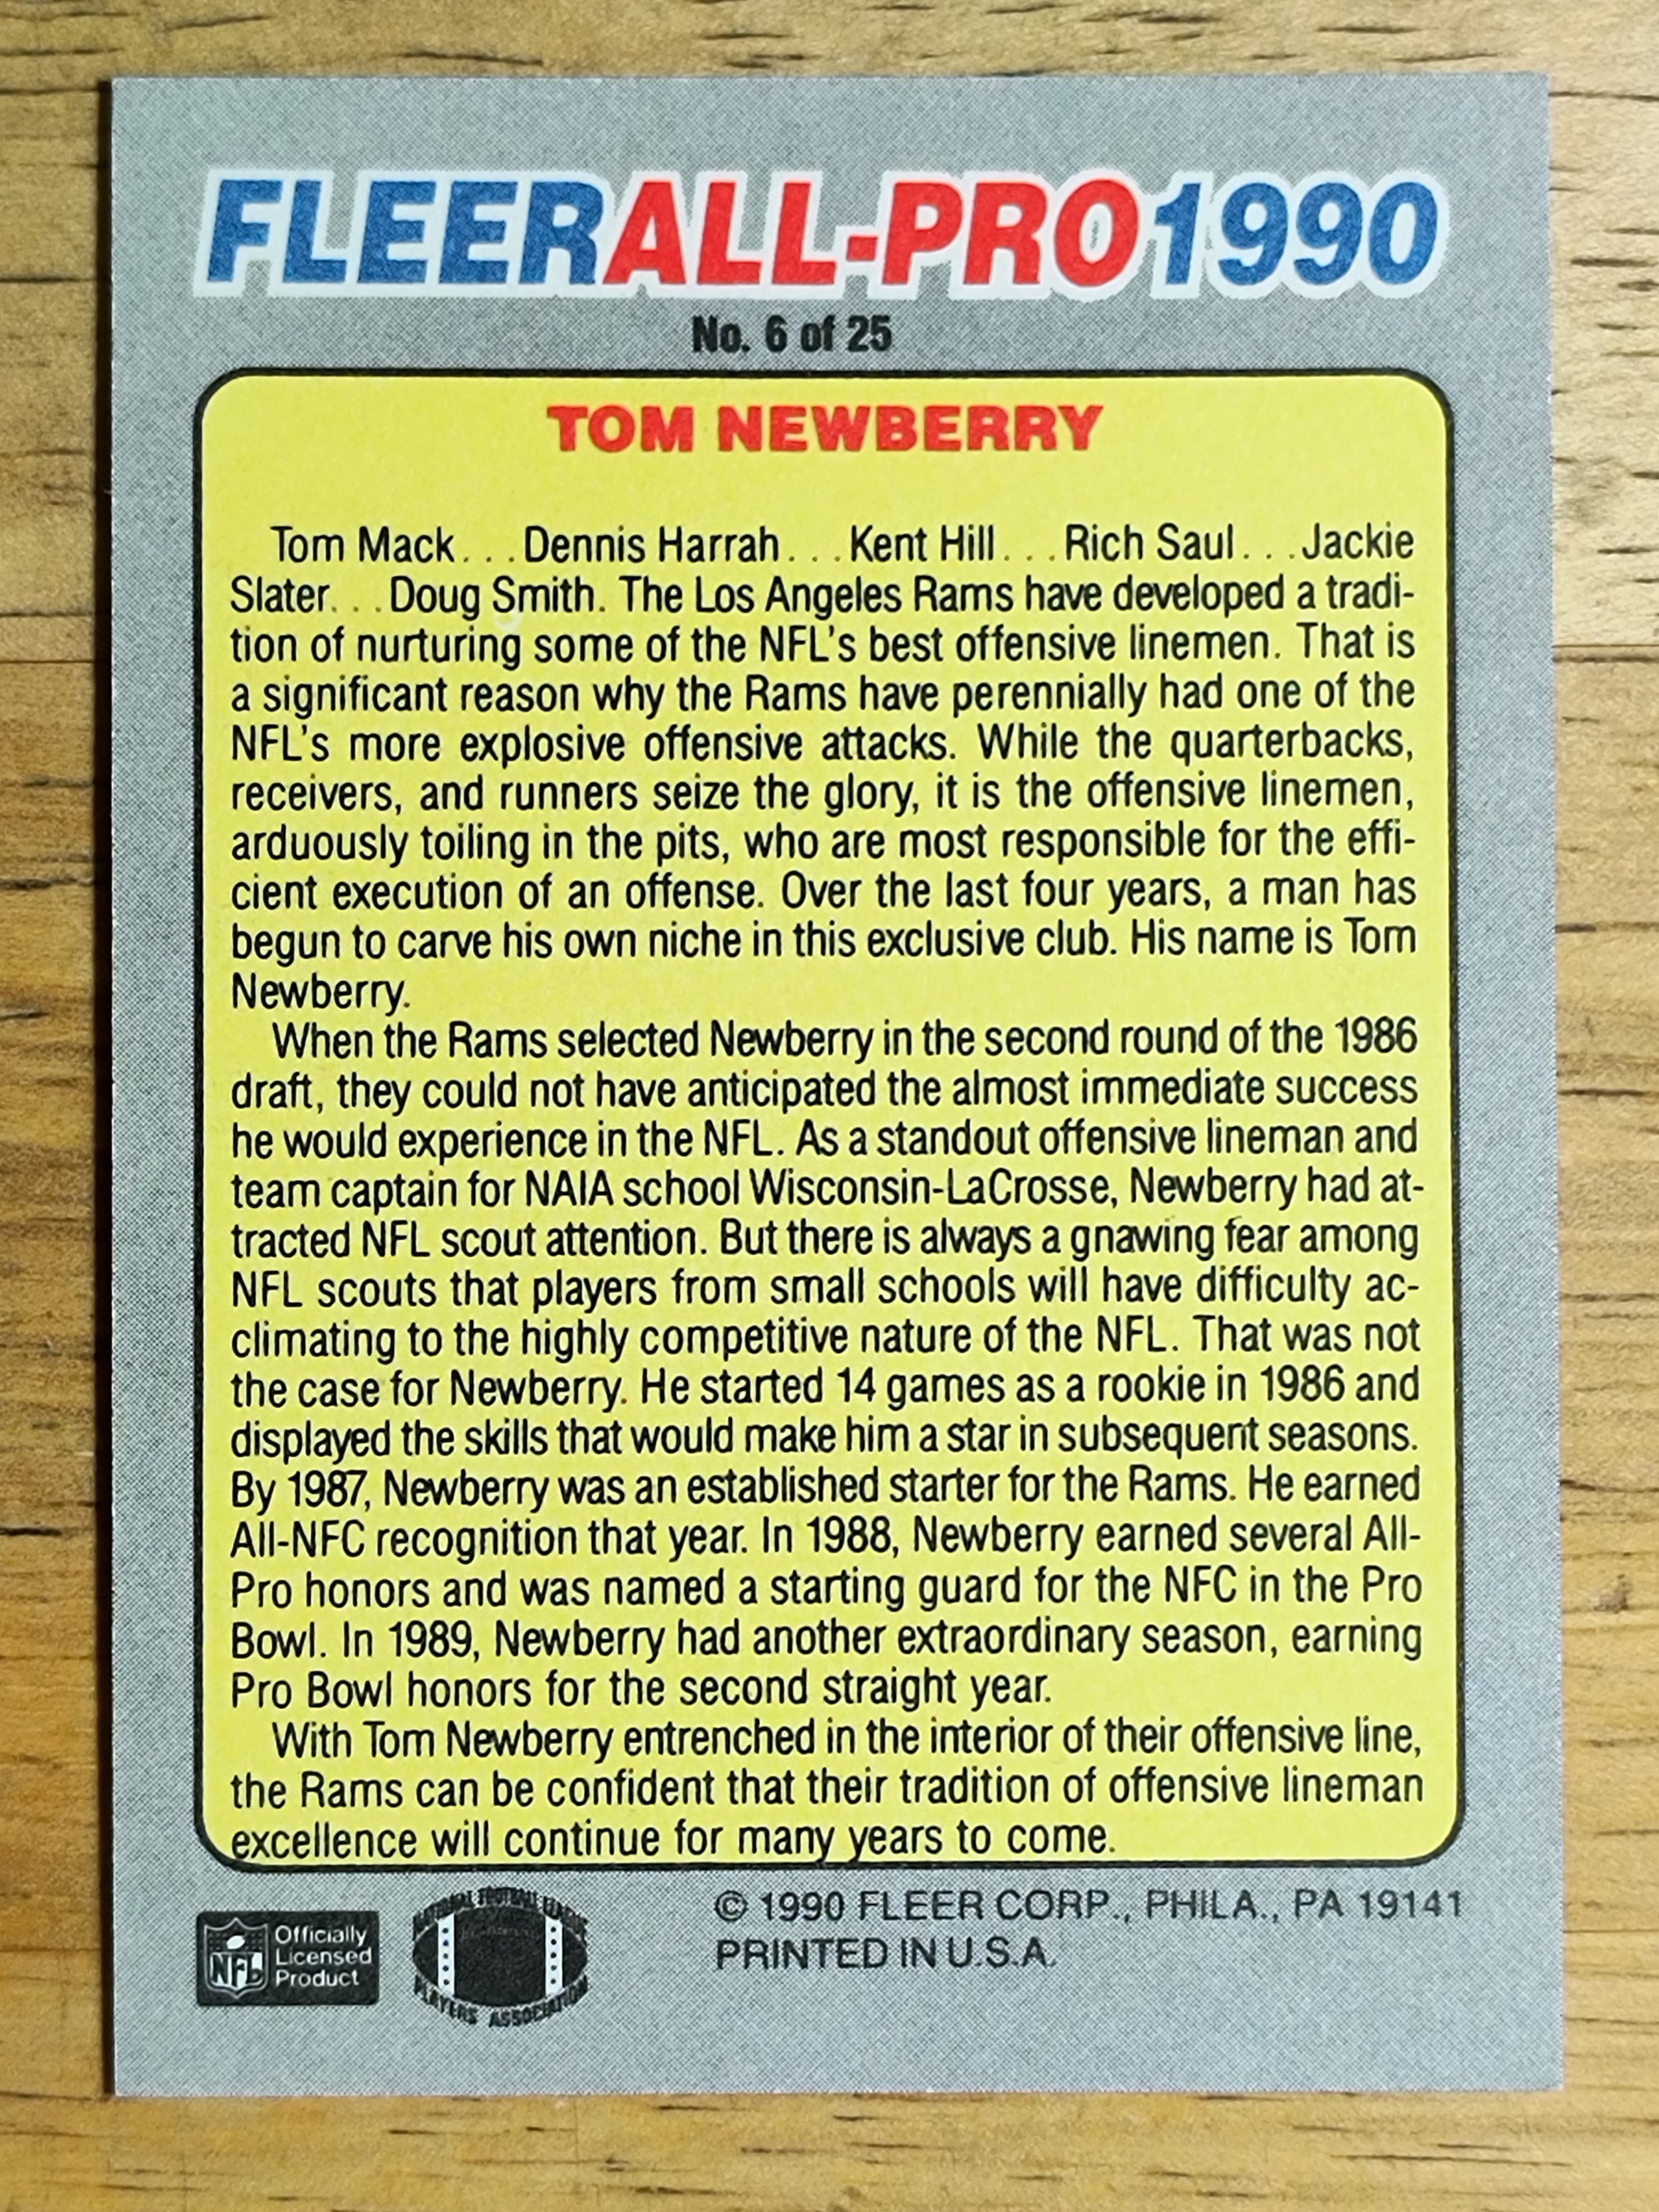 FLEER ALL-PRO 1990
No. 6 of 25
TOM NEWBERRY
Tom Mack. . .Dennis Harrah. . .Kent Hill. . .Rich Saul. . .Jackie
Slater. . .Doug Smith. The Los Angeles Rams have developed a tradi-
tion of nurturing some of the NFL's best offensive linemen. That is
a significant reason why the Rams have perennially had one of the
NFL's more explosive offensive attacks. While the quarterbacks,
receivers, and runners seize the glory, it is the offensive linemen,
arduously toiling in the pits, who are most responsible for the effi-
cient execution of an offense. Over the last four years, a man has
begun to carve his own niche in this exclusive club. His name is Tom
Newberry.
When the Rams selected Newberry in the second round of the 1986
draft, they could not have anticipated the almost immediate success
he would experience in the NFL. As a standout offensive lineman and
team captain for NAIA school Wisconsin-LaCrosse, Newberry had at-
tracted NFL scout attention. But there is always a gnawing fear among
NFL scouts that players from small schools will have difficulty ac-
climating to the highly competitive nature of the NFL. That was not
the case for Newberry. He started 14 games as a rookie in 1986 and
displayed the skills that would make him a star in subsequent seasons.
By 1987, Newberry was an established starter for the Rams. He earned
All-NFC recognition that year. In 1988, Newberry earned several All-
Pro honors and was named a starting guard for the NFC in the Pro
Bowl. In 1989, Newberry had another extraordinary season, earning
Pro Bowl honors for the second straight year.
With Tom Newberry entrenched in the interior of their offensive line,
the Rams can be confident that their tradition of offensive lineman
excellence will continue for many years to come.
NFL
Officially
Licensed
Product
NATIONAL FOOTBALL LEAGUE
PLAYERS ASSOCIATION
© 1990 FLEER CORP., PHILA., PA 19141
PRINTED IN U.S.A.